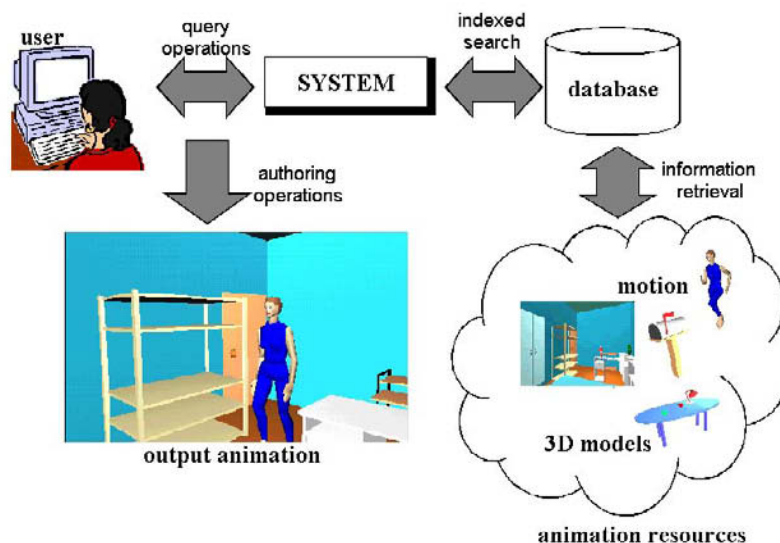 user
query
operations
SYSTEM
indexed
search
database
authoring
operations
information
retrieval
motion
3D models
output animation
animation resources